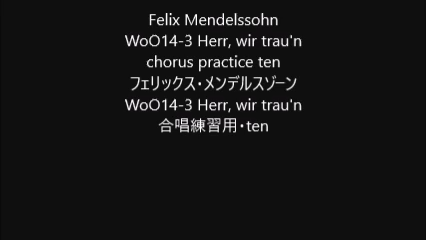 Felix Mendelssohn
WoO14-3 Herr, wir trau'n
chorus practice ten
フェリックス・メンデルスゾーン
WoO14-3 Herr, wir trau'n
合唱練習用・ten